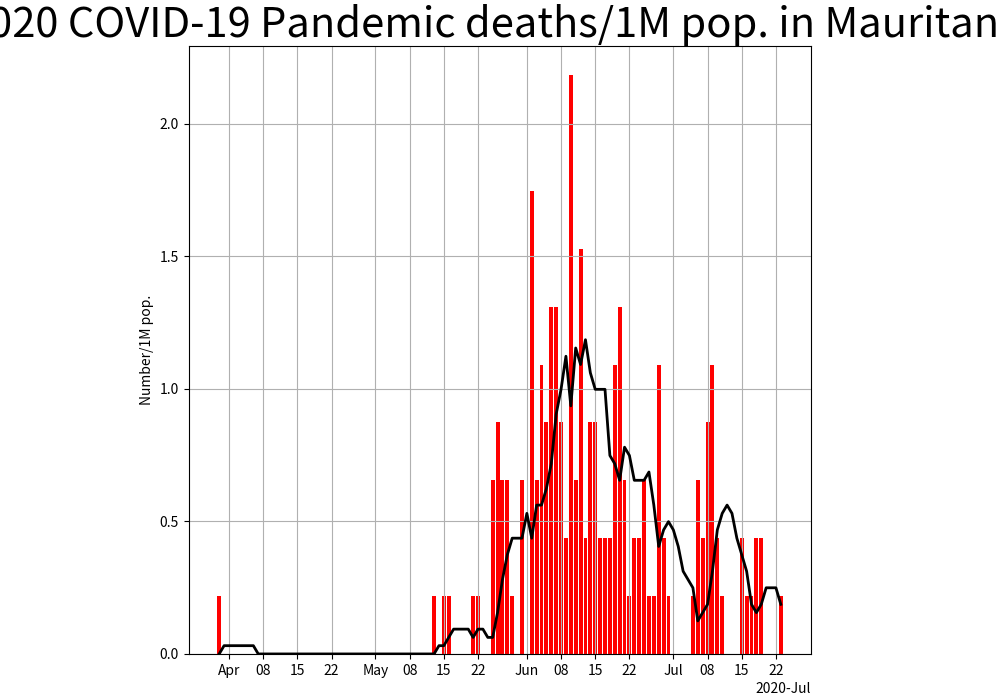 020 COVID-19 Pandemic deaths/1M pop. in Mauritan
Number/1M pop.
2.0
1.5
1.0
0.5
0.0
Apr 08 15 22 May 08 15 22 Jun 08 15 22 Jul 08 15 22
2020-Jul